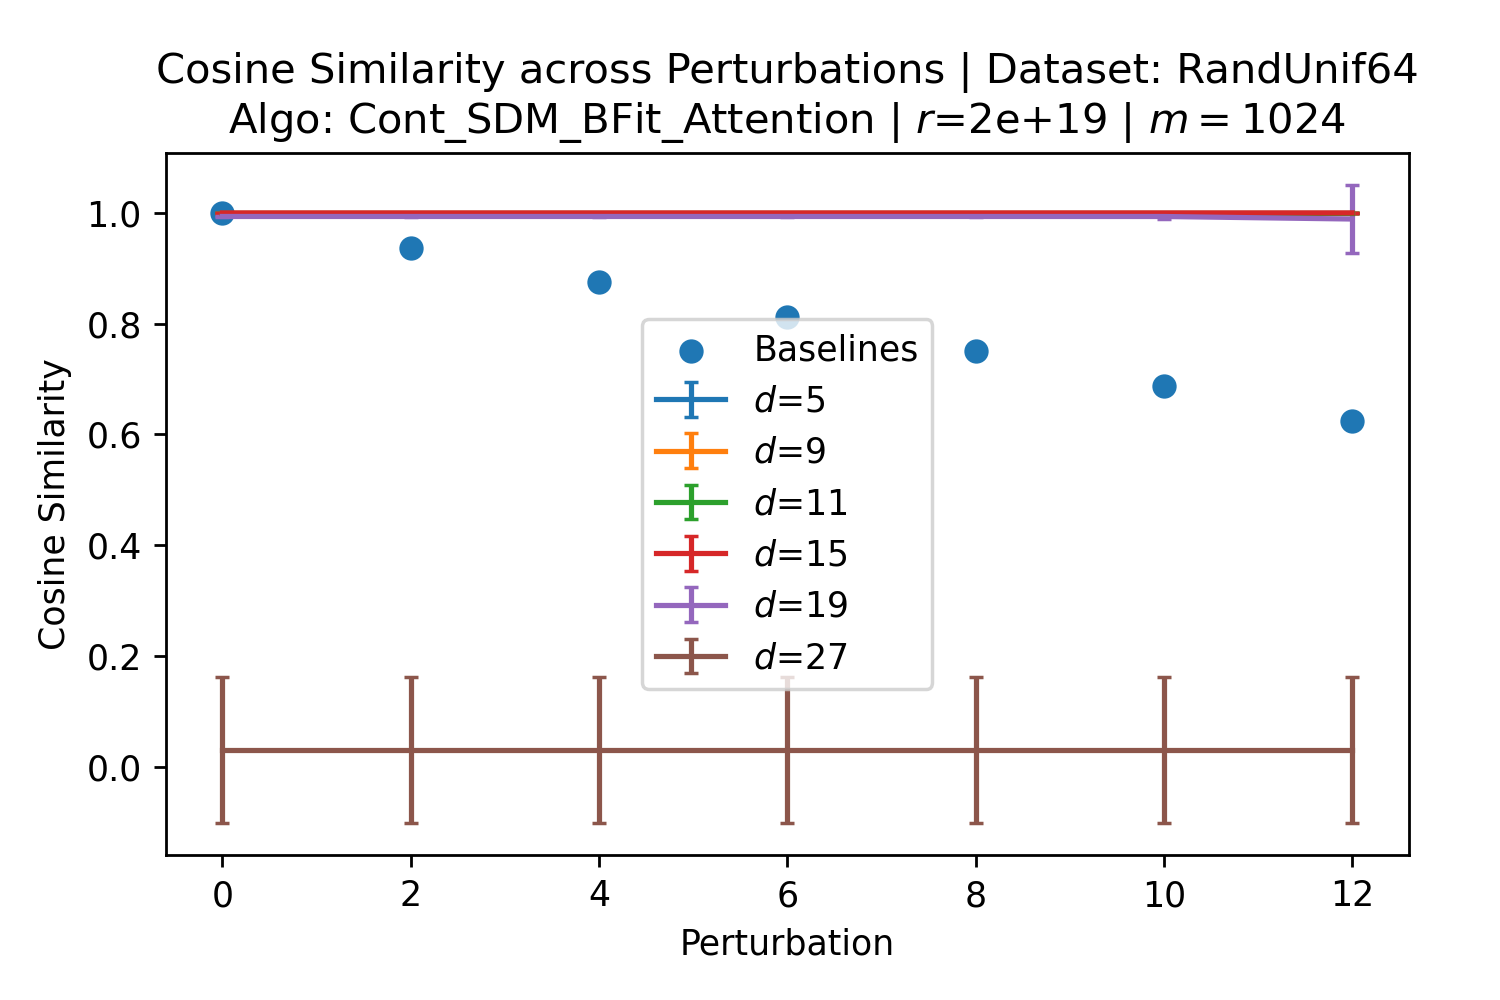 Cosine Similarity across Perturbations | Dataset: RandUnif64
Algo: Cont_SDM_BFit_Attention | r=2e+19 | m = 1024
Cosine Similarity
1.0
0.8
0.6
0.4
0.2
0.0
Baselines
d=5
d=9
d=11
d=15
d=19
d=27
0 2 4 6 8 10 12
Perturbation